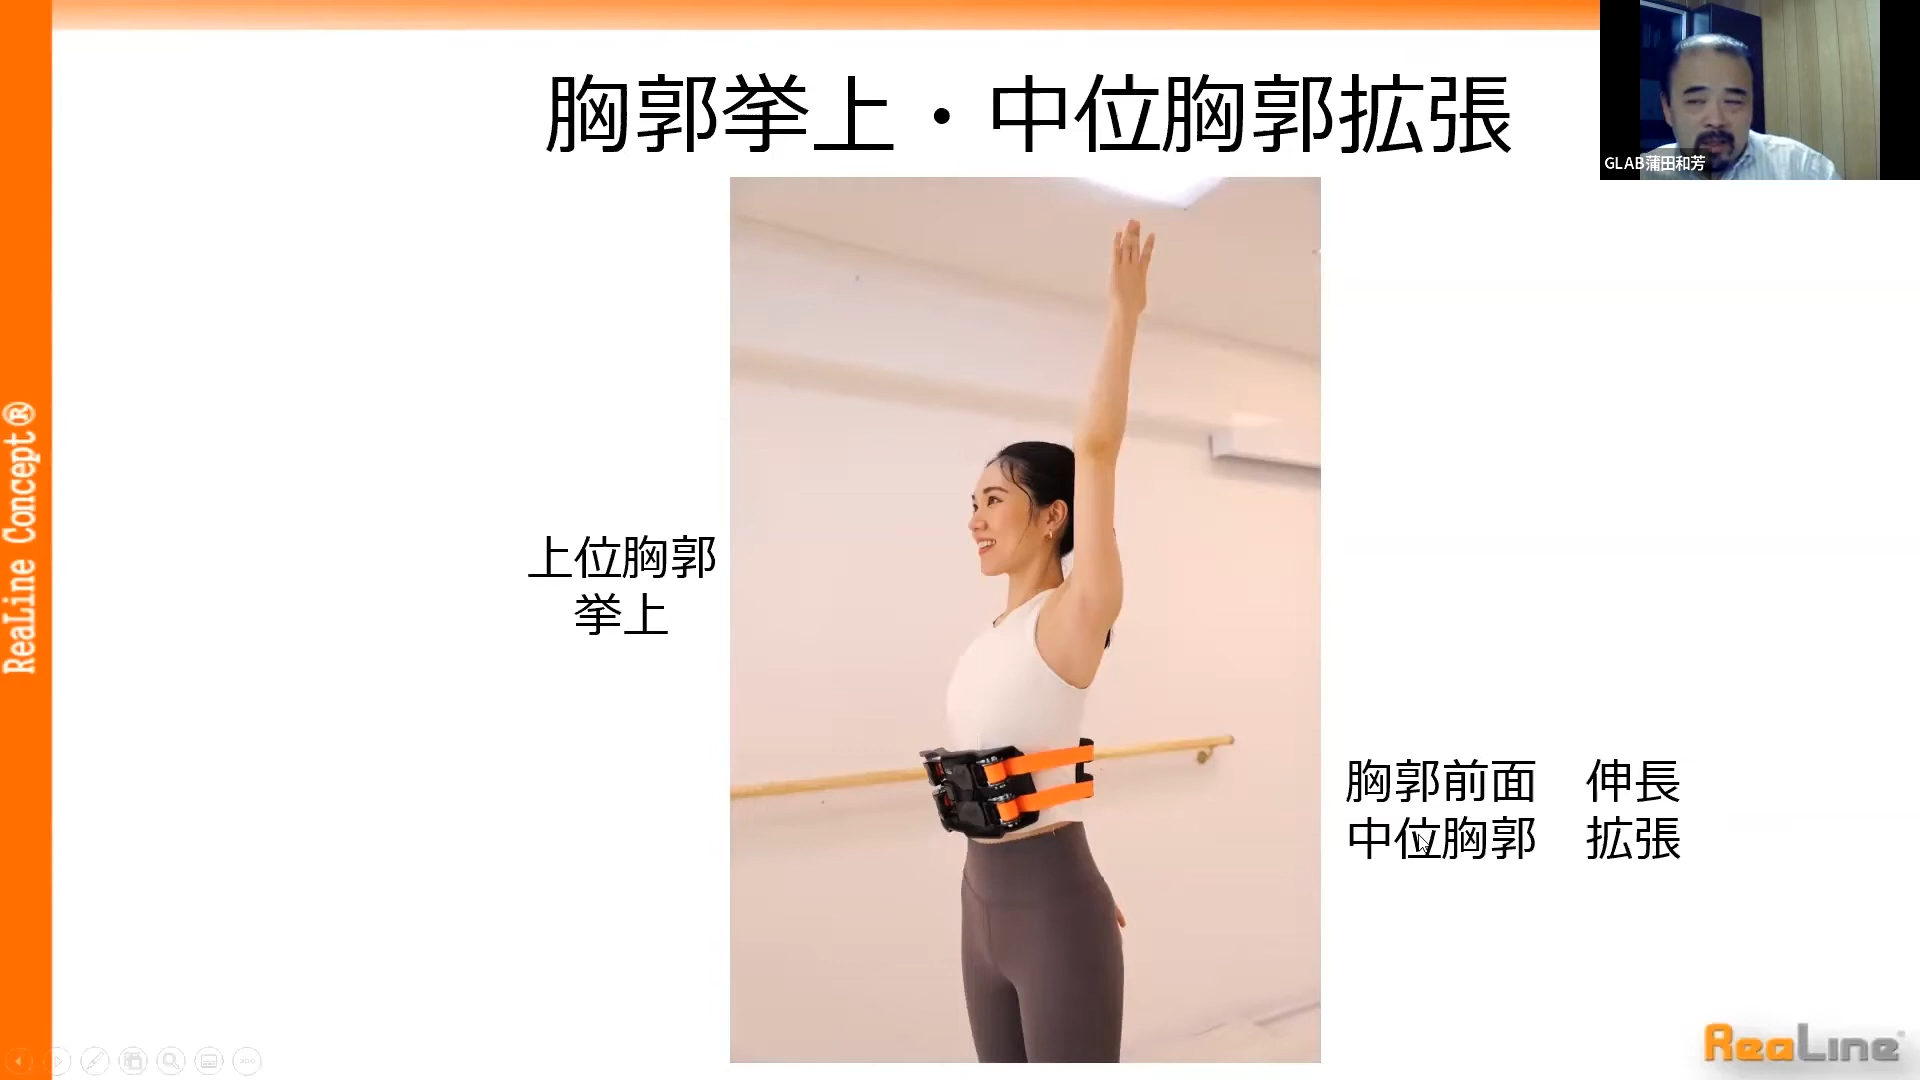 胸郭挙上・中位胸郭拡張
GLAB蒲田和芳
ReaLine Concept®
上位胸郭
挙上
胸郭前面　伸長
中位胸郭　拡張
ReaLine